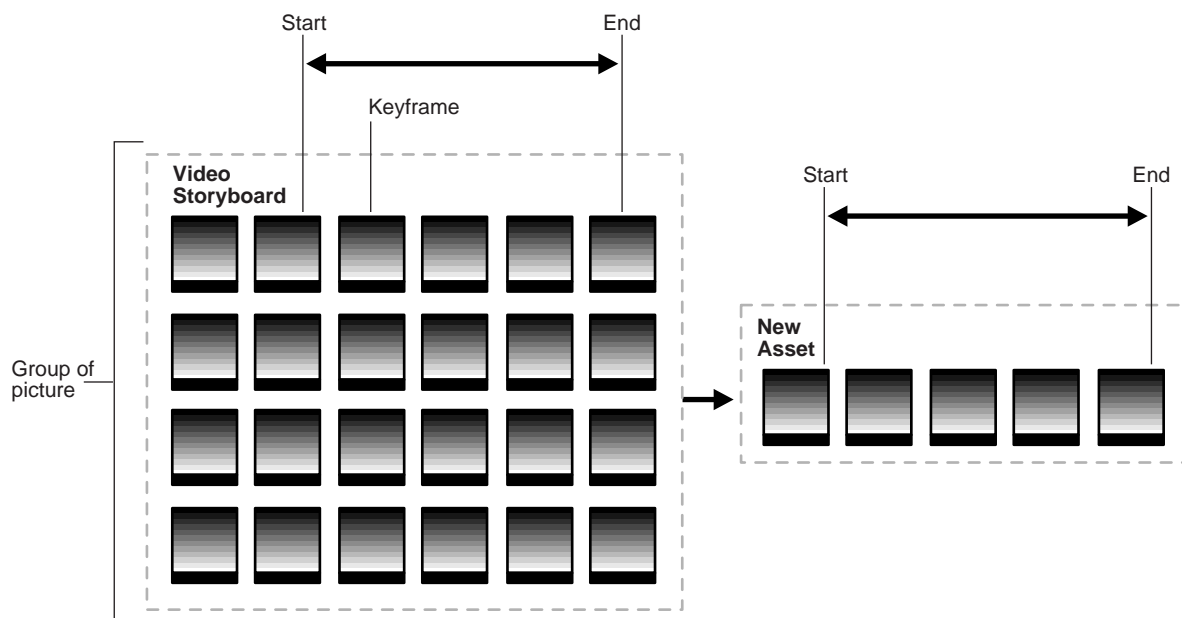 Start
End
Keyframe
Video
Storyboard
Start
End
New
Asset
Group of
picture